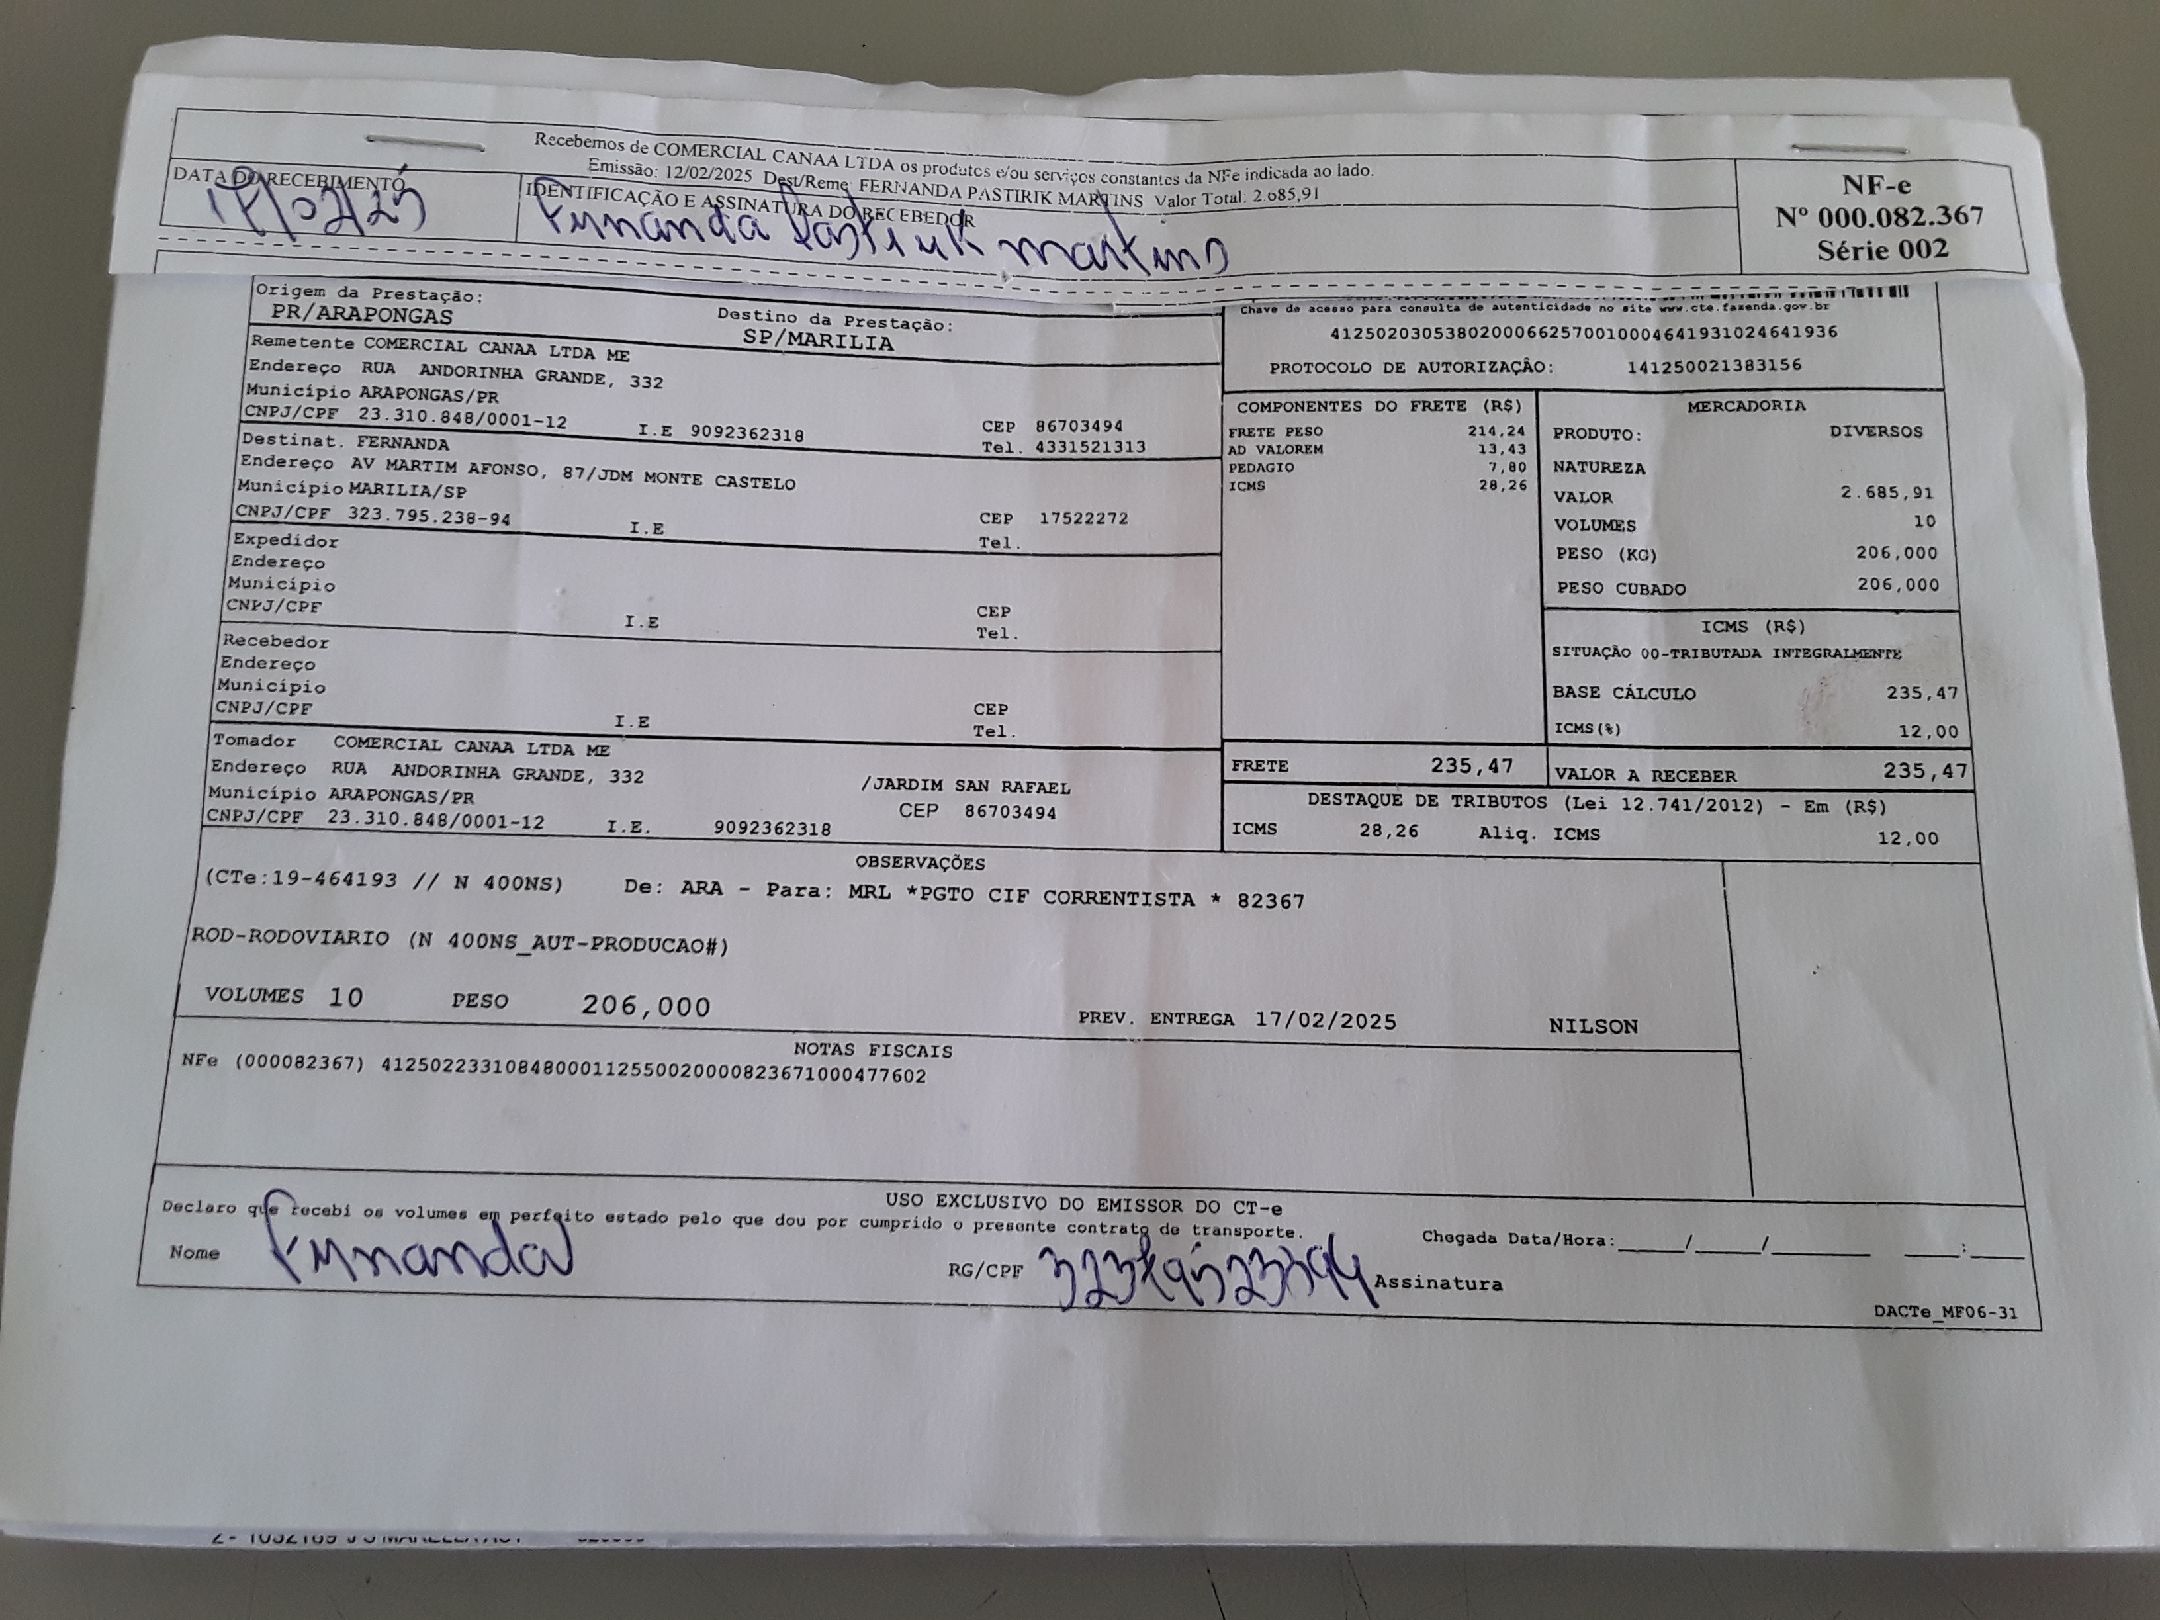 Recebemos de COMERCIAL CANAA LTDA os produtos e/ou serviços constantes da NFe indicada ao lado.
Emissão: 12/02/2025 Dest/Reme: FERNANDA PASTIRIK MARTINS Valor Total: 2.685,91
DATA DO RECEBIMENTO
IDENTIFICAÇÃO E ASSINATURA DO RECEBEDOR
Fernanda Pastirik Martins
NF-e
Nº 000.082.367
Série 002
Origem da Prestação:
PR/ARAPONGAS
Destino da Prestação:
SP/MARILIA
Remetente COMERCIAL CANAA LTDA ME
Endereço RUA ANDORINHA GRANDE, 332
Município ARAPONGAS/PR
CNPJ/CPF 23.310.848/0001-12 I.E 9092362318 CEP 86703494
Tel. 4331521313
Destinat. FERNANDA
Endereço AV MARTIM AFONSO, 87/JDM MONTE CASTELO
Município MARILIA/SP
CNPJ/CPF 323.795.238-94 I.E CEP 17522272
Tel.
Expedidor
Endereço
Município
CNPJ/CPF I.E CEP
Tel.
Recebedor
Endereço
Município
CNPJ/CPF I.E CEP
Tel.
Tomador COMERCIAL CANAA LTDA ME
Endereço RUA ANDORINHA GRANDE, 332 /JARDIM SAN RAFAEL
Município ARAPONGAS/PR CEP 86703494
CNPJ/CPF 23.310.848/0001-12 I.E. 9092362318
Chave de acesso para consulta de autenticidade no site www.cte.fazenda.gov.br
41250203053802000662570010004641931024641936
PROTOCOLO DE AUTORIZAÇÃO: 141250021383156
COMPONENTES DO FRETE (R$)
FRETE PESO 214,24
AD VALOREM 13,43
PEDAGIO 7,80
ICMS 28,26
MERCADORIA
PRODUTO: DIVERSOS
NATUREZA
VALOR 2.685,91
VOLUMES 10
PESO (KG) 206,000
PESO CUBADO 206,000
ICMS (R$)
SITUAÇÃO 00-TRIBUTADA INTEGRALMENTE
BASE CÁLCULO 235,47
ICMS(%) 12,00
FRETE 235,47
VALOR A RECEBER 235,47
DESTAQUE DE TRIBUTOS (Lei 12.741/2012) - Em (R$)
ICMS 28,26 Aliq. ICMS 12,00
OBSERVAÇÕES
(CTe:19-464193 // N 400NS) De: ARA - Para: MRL *PGTO CIF CORRENTISTA * 82367
ROD-RODOVIARIO (N 400NS_AUT-PRODUCAO#)
VOLUMES 10 PESO 206,000 PREV. ENTREGA 17/02/2025 NILSON
NOTAS FISCAIS
NFe (000082367) 41250223310848000112550020000823671000477602
USO EXCLUSIVO DO EMISSOR DO CT-e
Declaro que recebi os volumes em perfeito estado pelo que dou por cumprido o presente contrato de transporte.
Chegada Data/Hora:_____/_____/_______ ____:____
Nome Fernanda RG/CPF 32379523894 Assinatura
DACTe_MF06-31